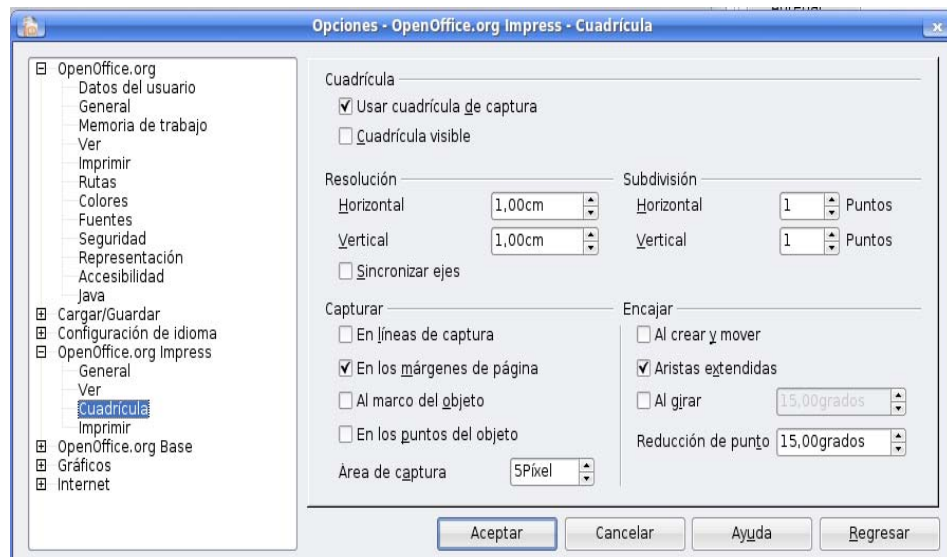 Opciones - OpenOffice.org Impress - Cuadrícula
OpenOffice.org
Datos del usuario
General
Memoria de trabajo
Ver
Imprimir
Rutas
Colores
Fuentes
Seguridad
Representación
Accesibilidad
Java
Cargar/Guardar
Configuración de idioma
OpenOffice.org Impress
General
Ver
Cuadrícula
Imprimir
OpenOffice.org Base
Gráficos
Internet
Cuadrícula
Usar cuadrícula de captura
Cuadrícula visible
Resolución
Horizontal 1,00cm
Vertical 1,00cm
Sincronizar ejes
Subdivisión
Horizontal 1 Puntos
Vertical 1 Puntos
Capturar
En líneas de captura
En los márgenes de página
Al marco del objeto
En los puntos del objeto
Área de captura 5Píxel
Encajar
Al crear y mover
Aristas extendidas
Al girar 15,00grados
Reducción de punto 15,00grados
Aceptar Cancelar Ayuda Regresar